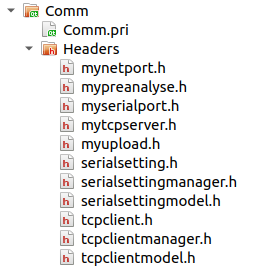 Comm
Comm.pri
Headers
mynetport.h
mypreanalyse.h
myserialport.h
mytcpserver.h
myupload.h
serialsetting.h
serialsettingmanager.h
serialsettingmodel.h
tcpclient.h
tcpclientmanager.h
tcpclientmodel.h